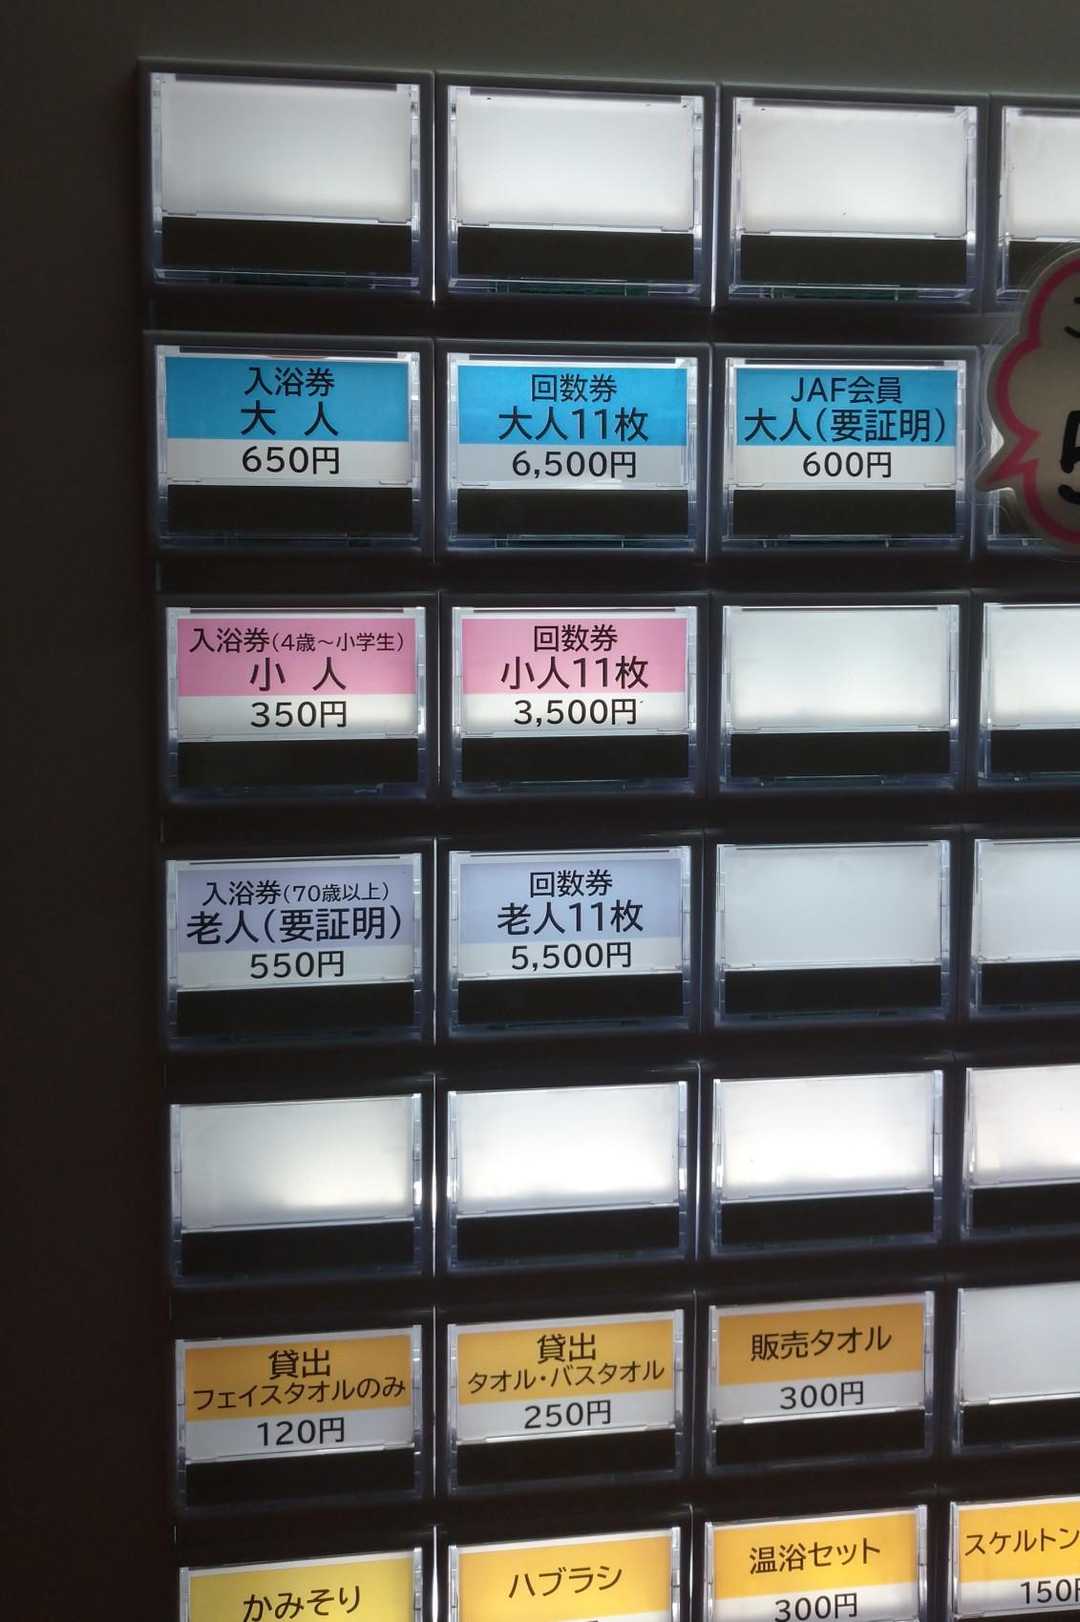 入浴券
大 人
650円
回数券
大人11枚
6,500円
JAF会員
大人(要証明)
600円
入浴券(4歳～小学生)
小 人
350円
回数券
小人11枚
3,500円
入浴券(70歳以上)
老人(要証明)
550円
回数券
老人11枚
5,500円
貸出
フェイスタオルのみ
120円
貸出
タオル・バスタオル
250円
販売タオル
300円
かみそり
ハブラシ
温浴セット
300円
スケルトン
150円